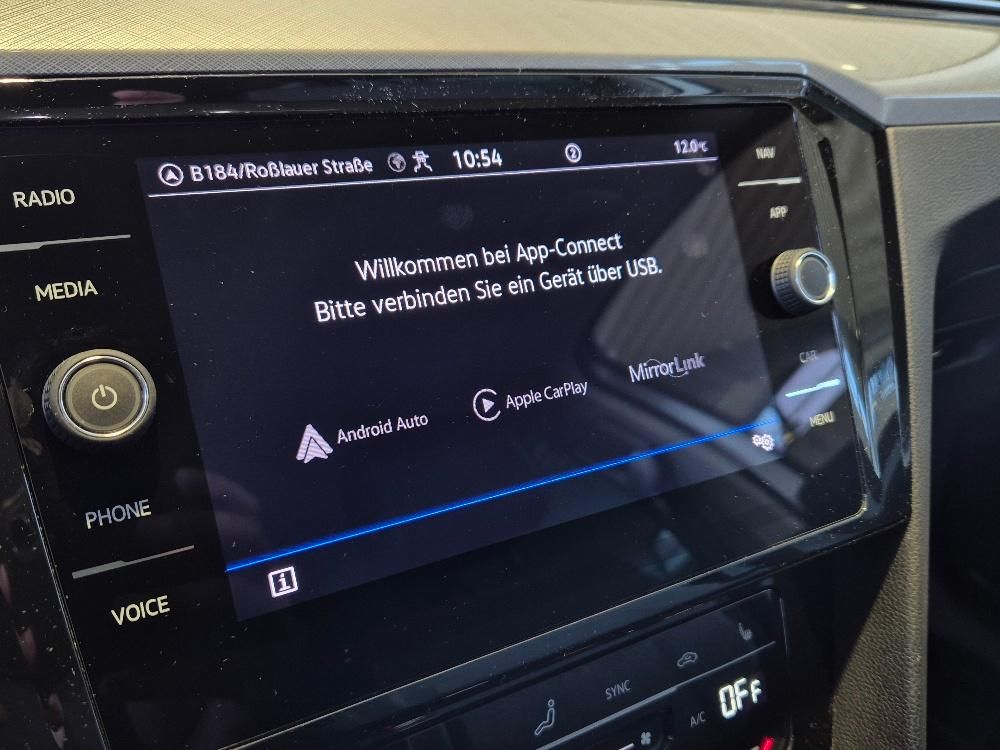 B184/Roßlauer Straße 10:54 2 12.0°C
NAV
RADIO
APP
Willkommen bei App-Connect
Bitte verbinden Sie ein Gerät über USB.
MEDIA
Android Auto Apple CarPlay MirrorLink
CAR
MENU
PHONE
VOICE
i
SYNC
A/C OFF